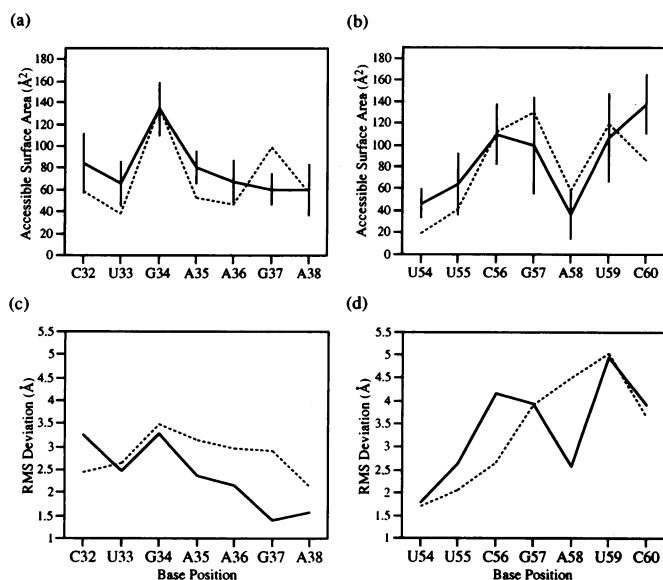 (a)
Accessible Surface Area (Å²)
180
160
140
120
100
80
60
40
20
0
C32 U33 G34 A35 A36 G37 A38
(b)
Accessible Surface Area (Å²)
180
160
140
120
100
80
60
40
20
0
U54 U55 C56 G57 A58 U59 C60
(c)
RMS Deviation (Å)
5.5
5
4.5
4
3.5
3
2.5
2
1.5
1
C32 U33 G34 A35 A36 G37 A38
Base Position
(d)
RMS Deviation (Å)
5.5
5
4.5
4
3.5
3
2.5
2
1.5
1
U54 U55 C56 G57 A58 U59 C60
Base Position